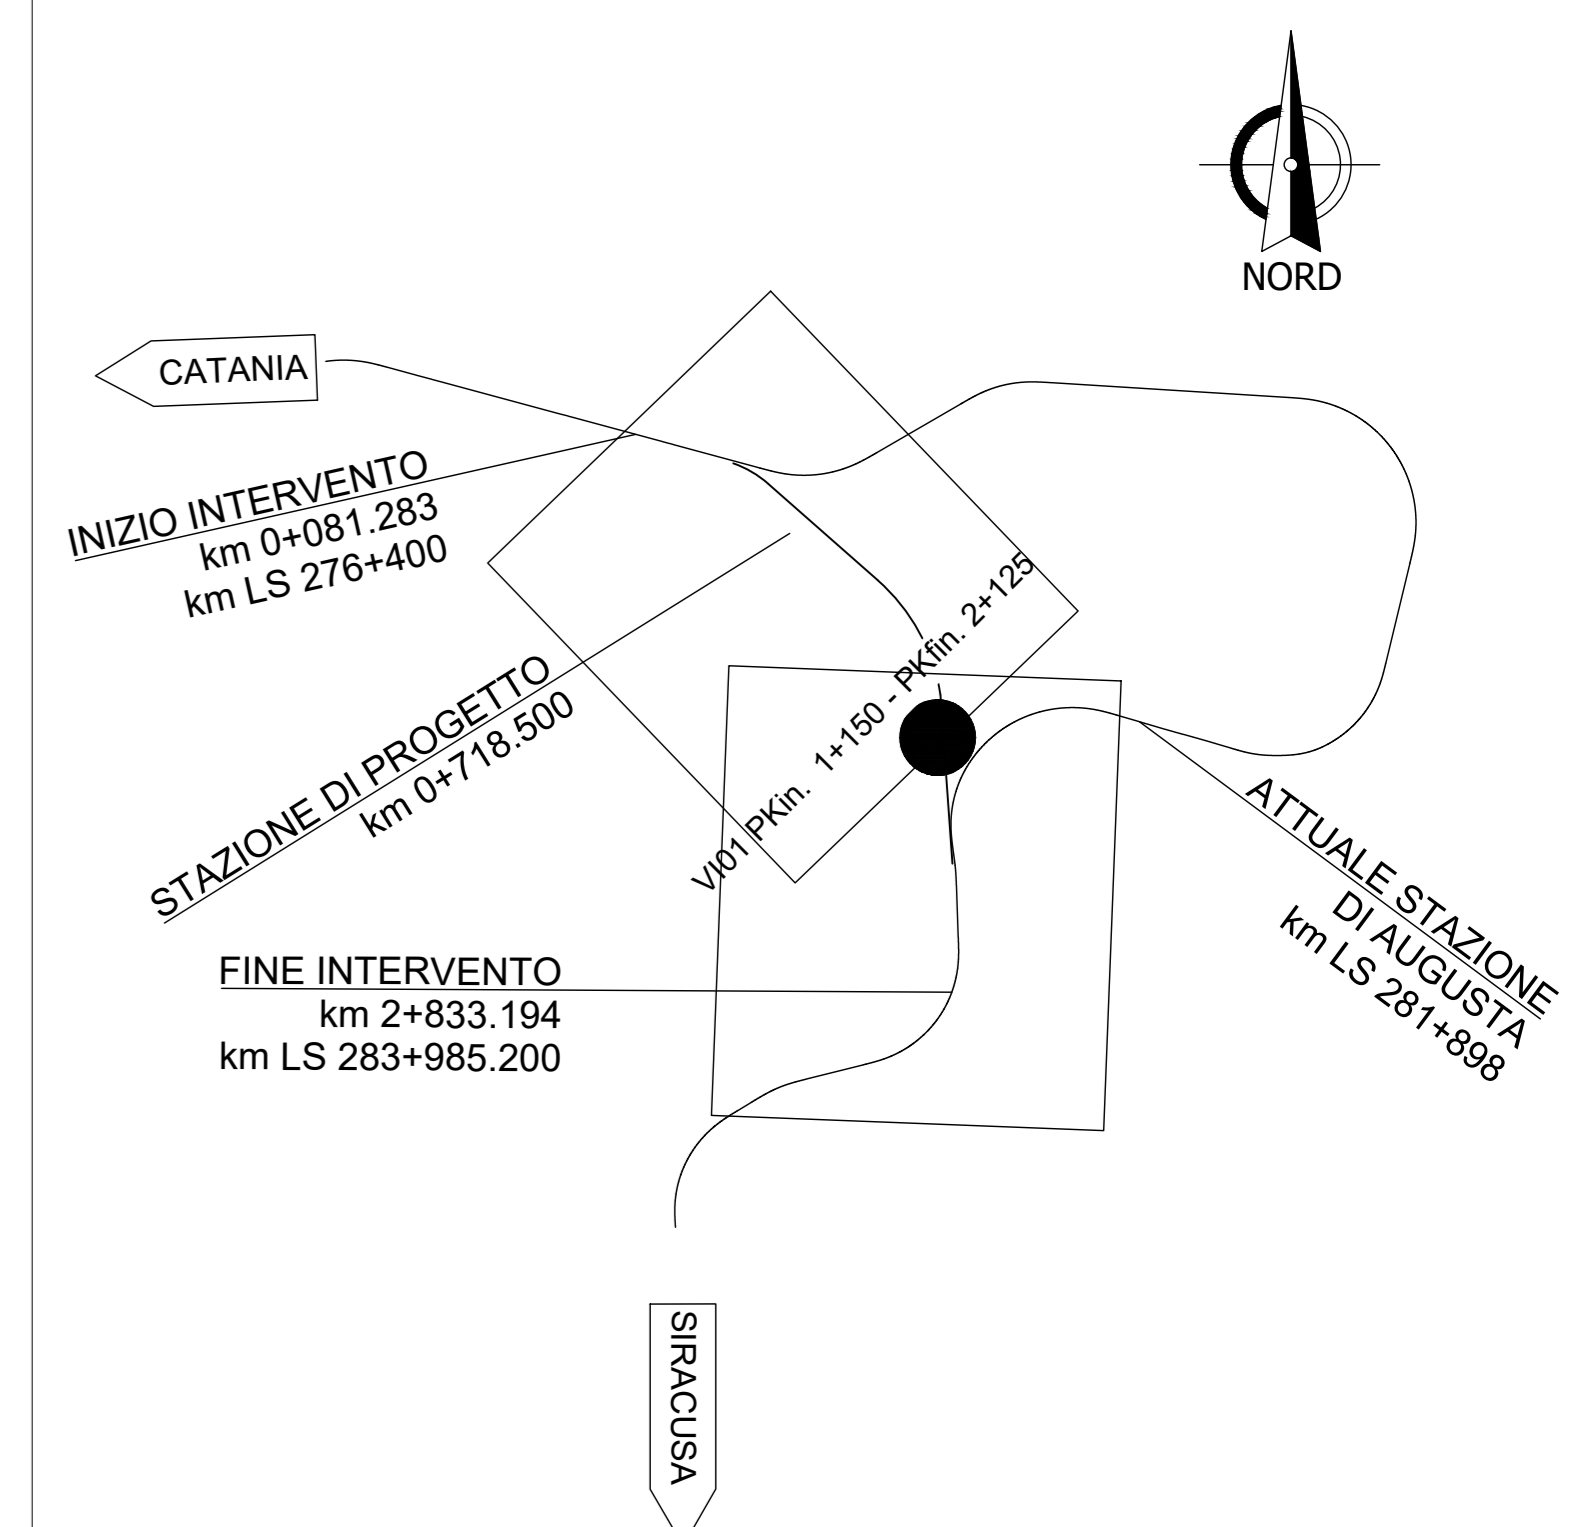 NORD
CATANIA
INIZIO INTERVENTO
km 0+081.283
km LS 276+400
VI01 PKin. 1+150 - PKfin. 2+125
STAZIONE DI PROGETTO
km 0+718.500
ATTUALE STAZIONE
DI AUGUSTA
km LS 281+898
FINE INTERVENTO
km 2+833.194
km LS 283+985.200
SIRACUSA